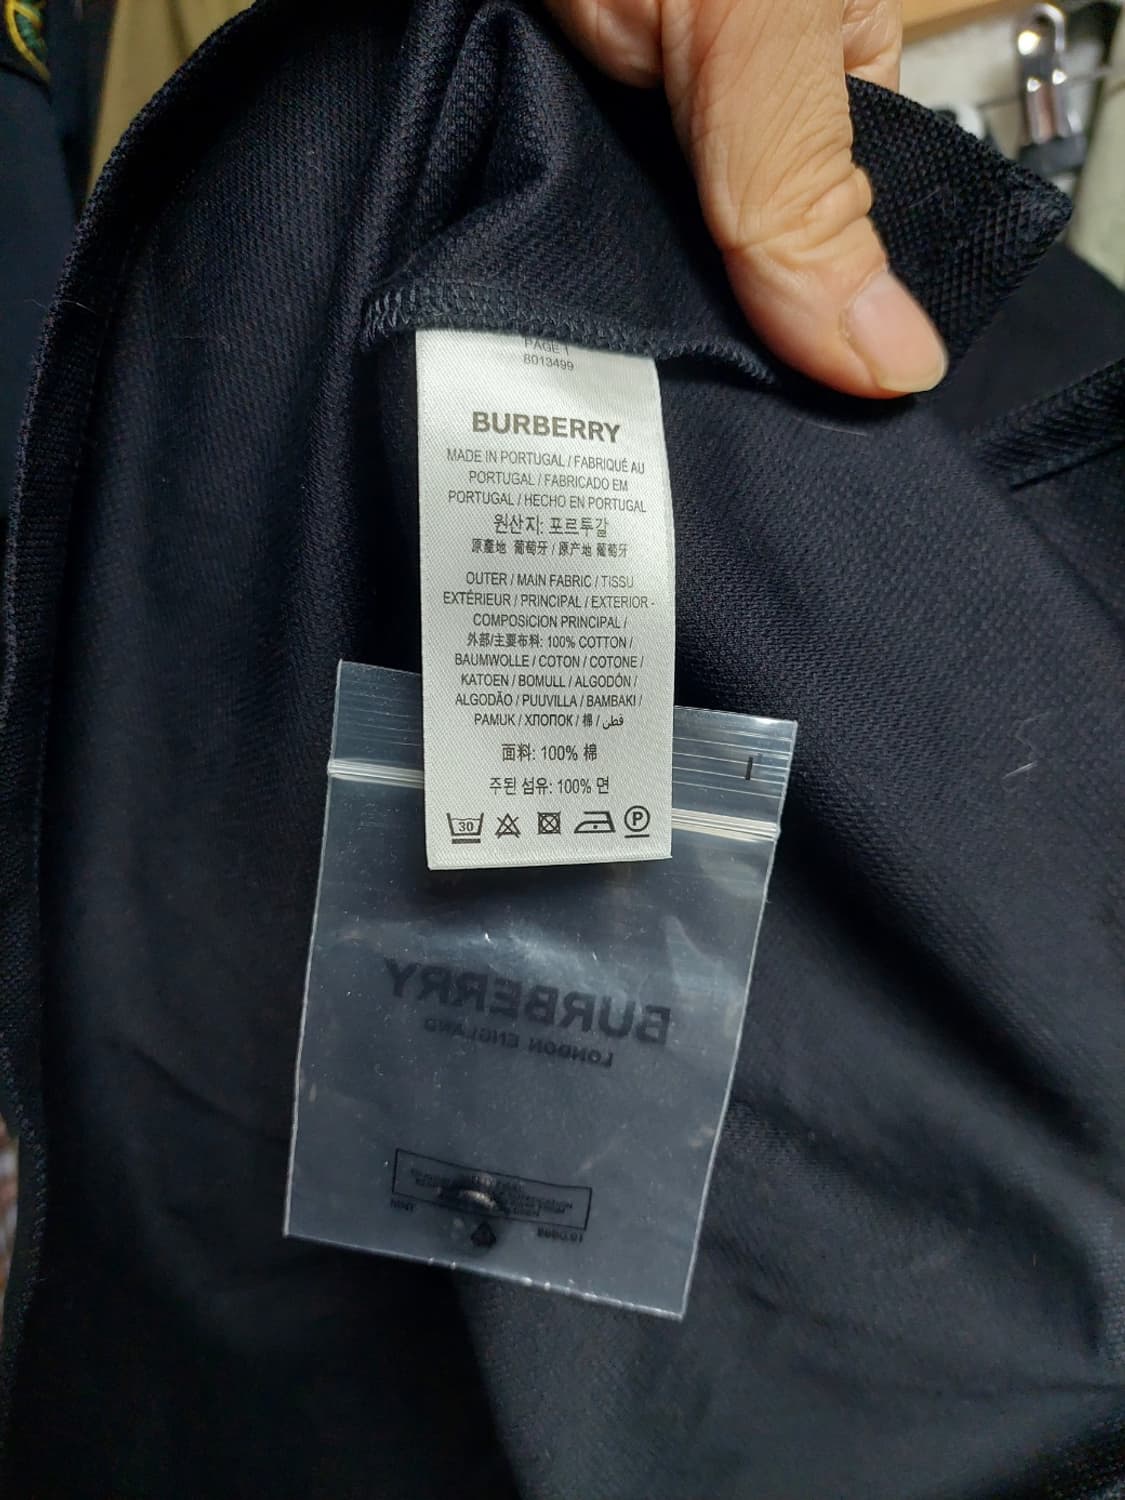 PAGE 1
8013499
BURBERRY
MADE IN PORTUGAL / FABRIQUÉ AU
PORTUGAL / FABRICADO EM
PORTUGAL / HECHO EN PORTUGAL
원산지: 포르투갈
原產地 葡萄牙 / 原产地 葡萄牙
OUTER / MAIN FABRIC / TISSU
EXTÉRIEUR / PRINCIPAL / EXTERIOR -
COMPOSICION PRINCIPAL /
外部/主要布料: 100% COTTON /
BAUMWOLLE / COTON / COTONE /
KATOEN / BOMULL / ALGODÓN /
ALGODÃO / PUUVILLA / BAMBAKI /
PAMUK / ХЛОПОК / 棉 / قطن
面料: 100% 棉
주된 섬유: 100% 면
30 P
BURBERRY
LONDON ENGLAND